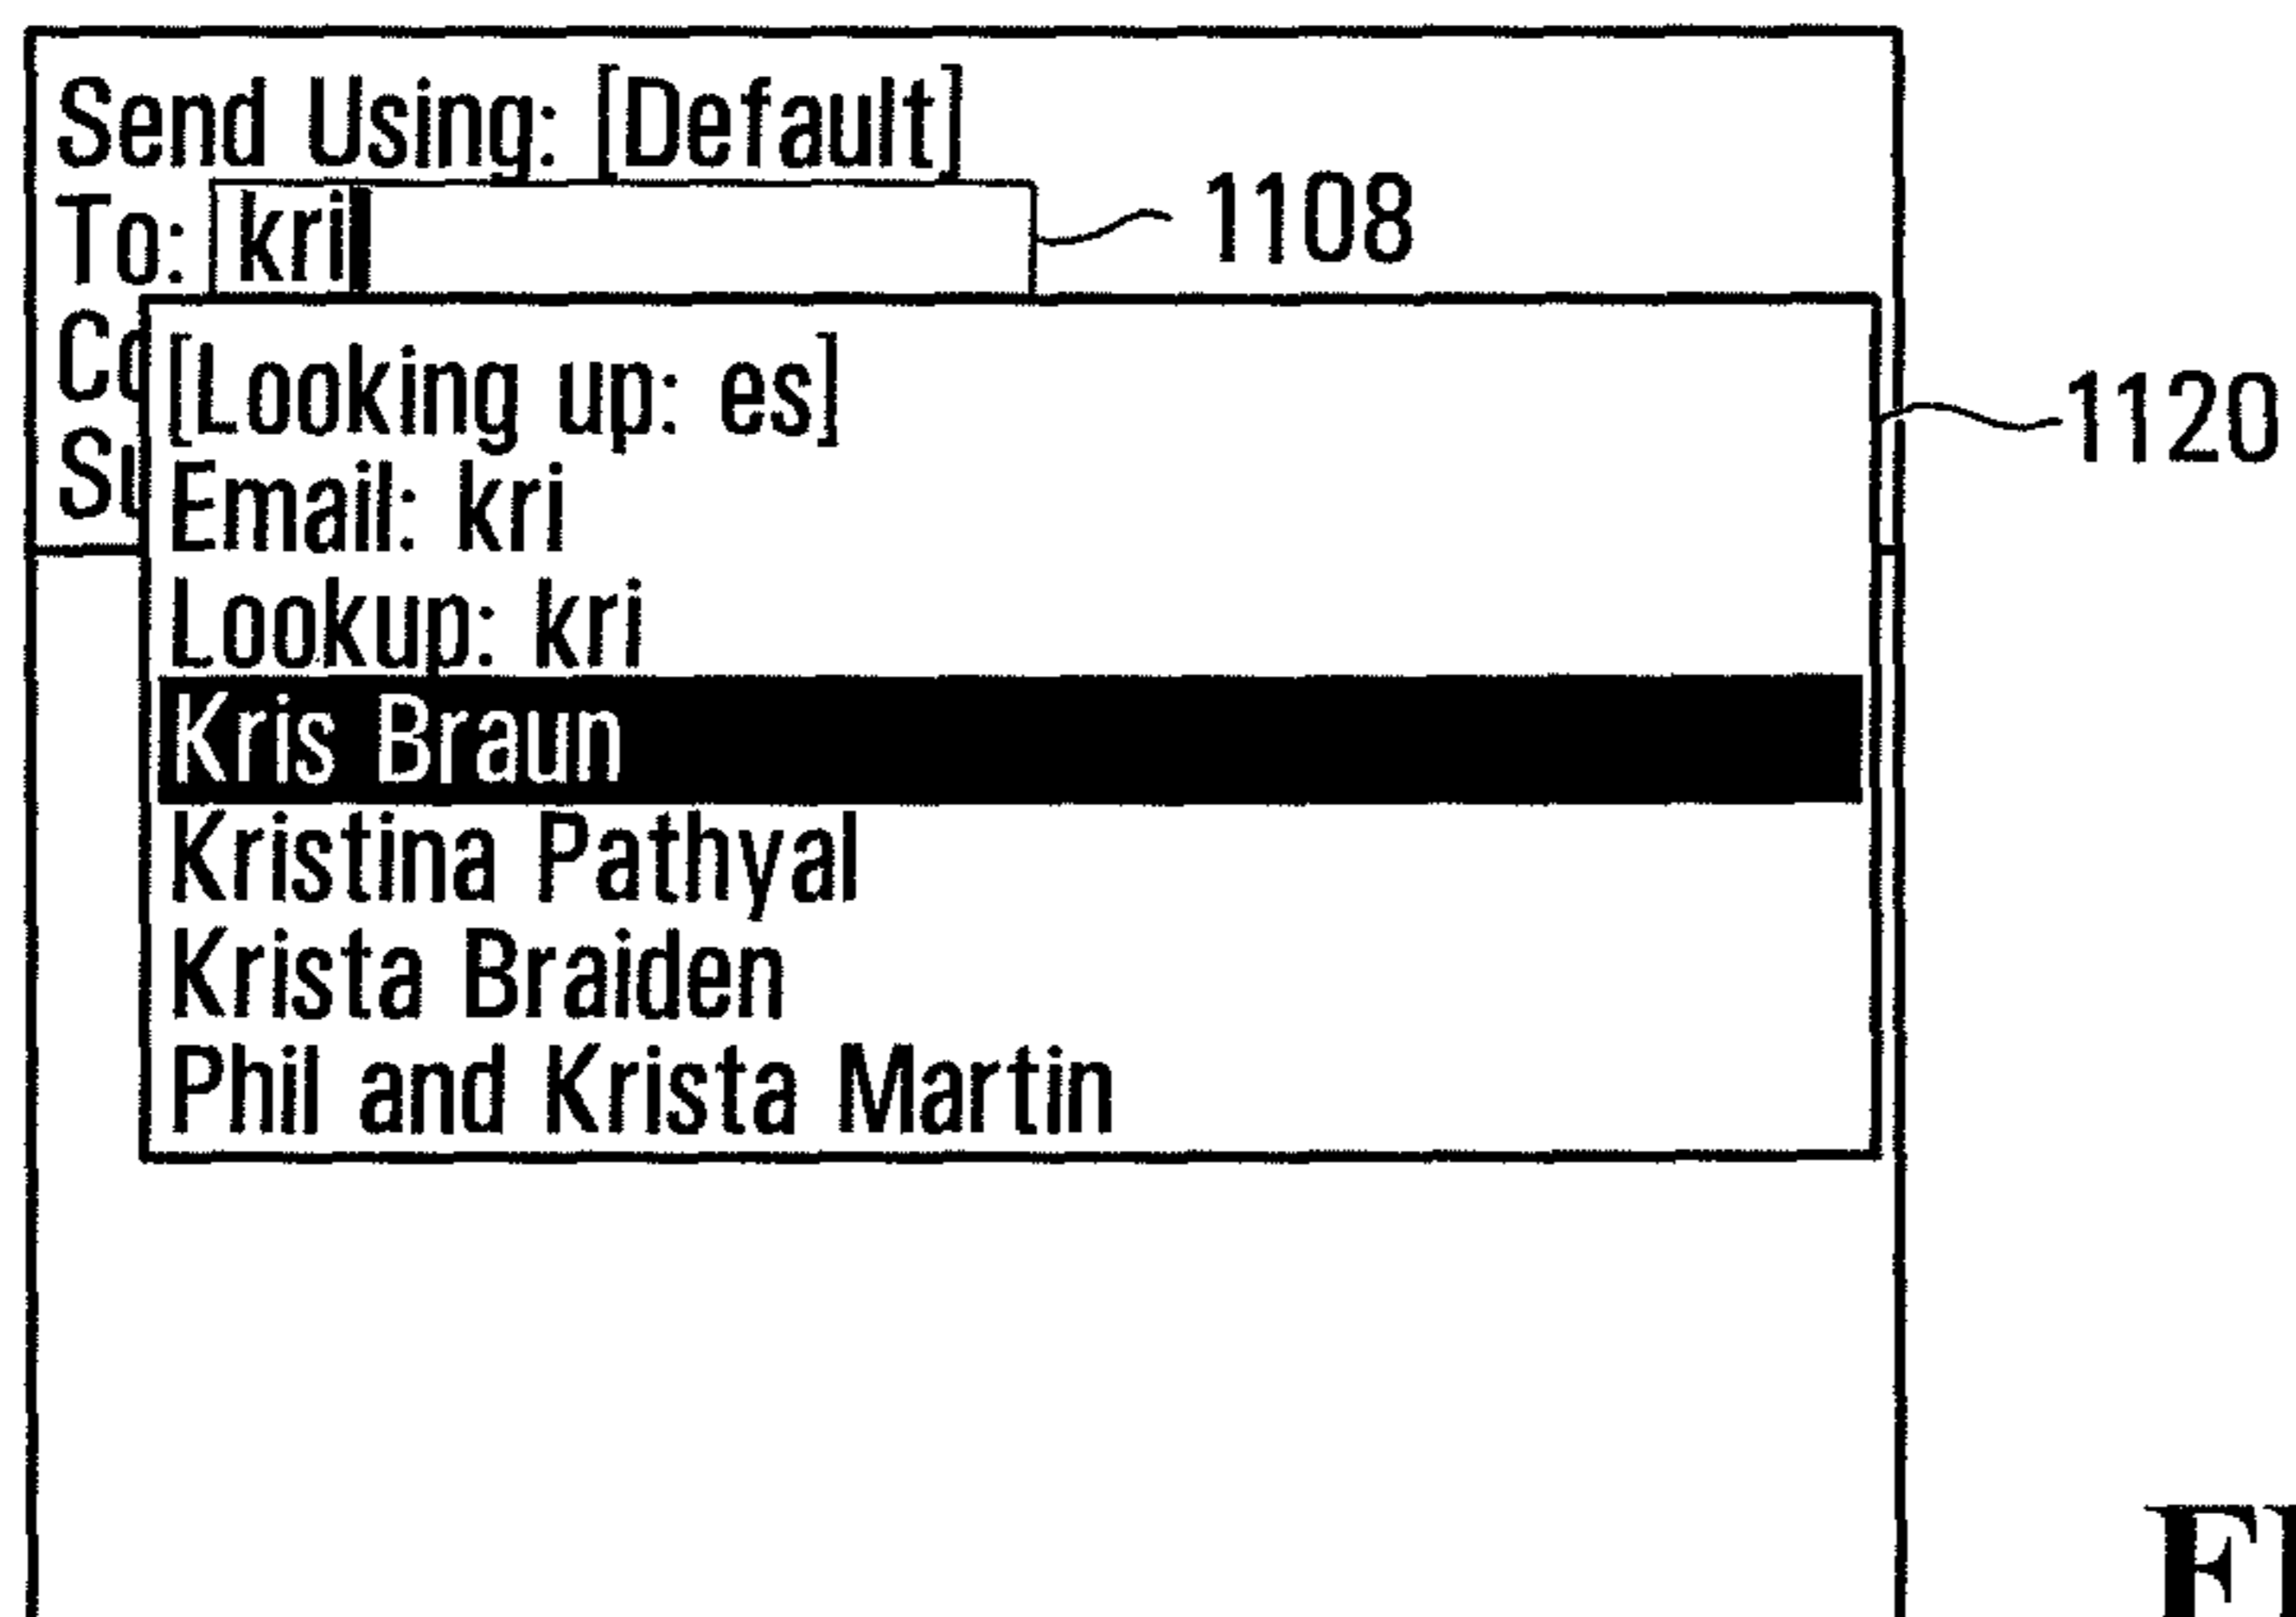 Send Using: [Default]
To: kri
1108
[Looking up: es]
1120
Email: kri
Lookup: kri
Kris Braun
Kristina Pathyal
Krista Braiden
Phil and Krista Martin